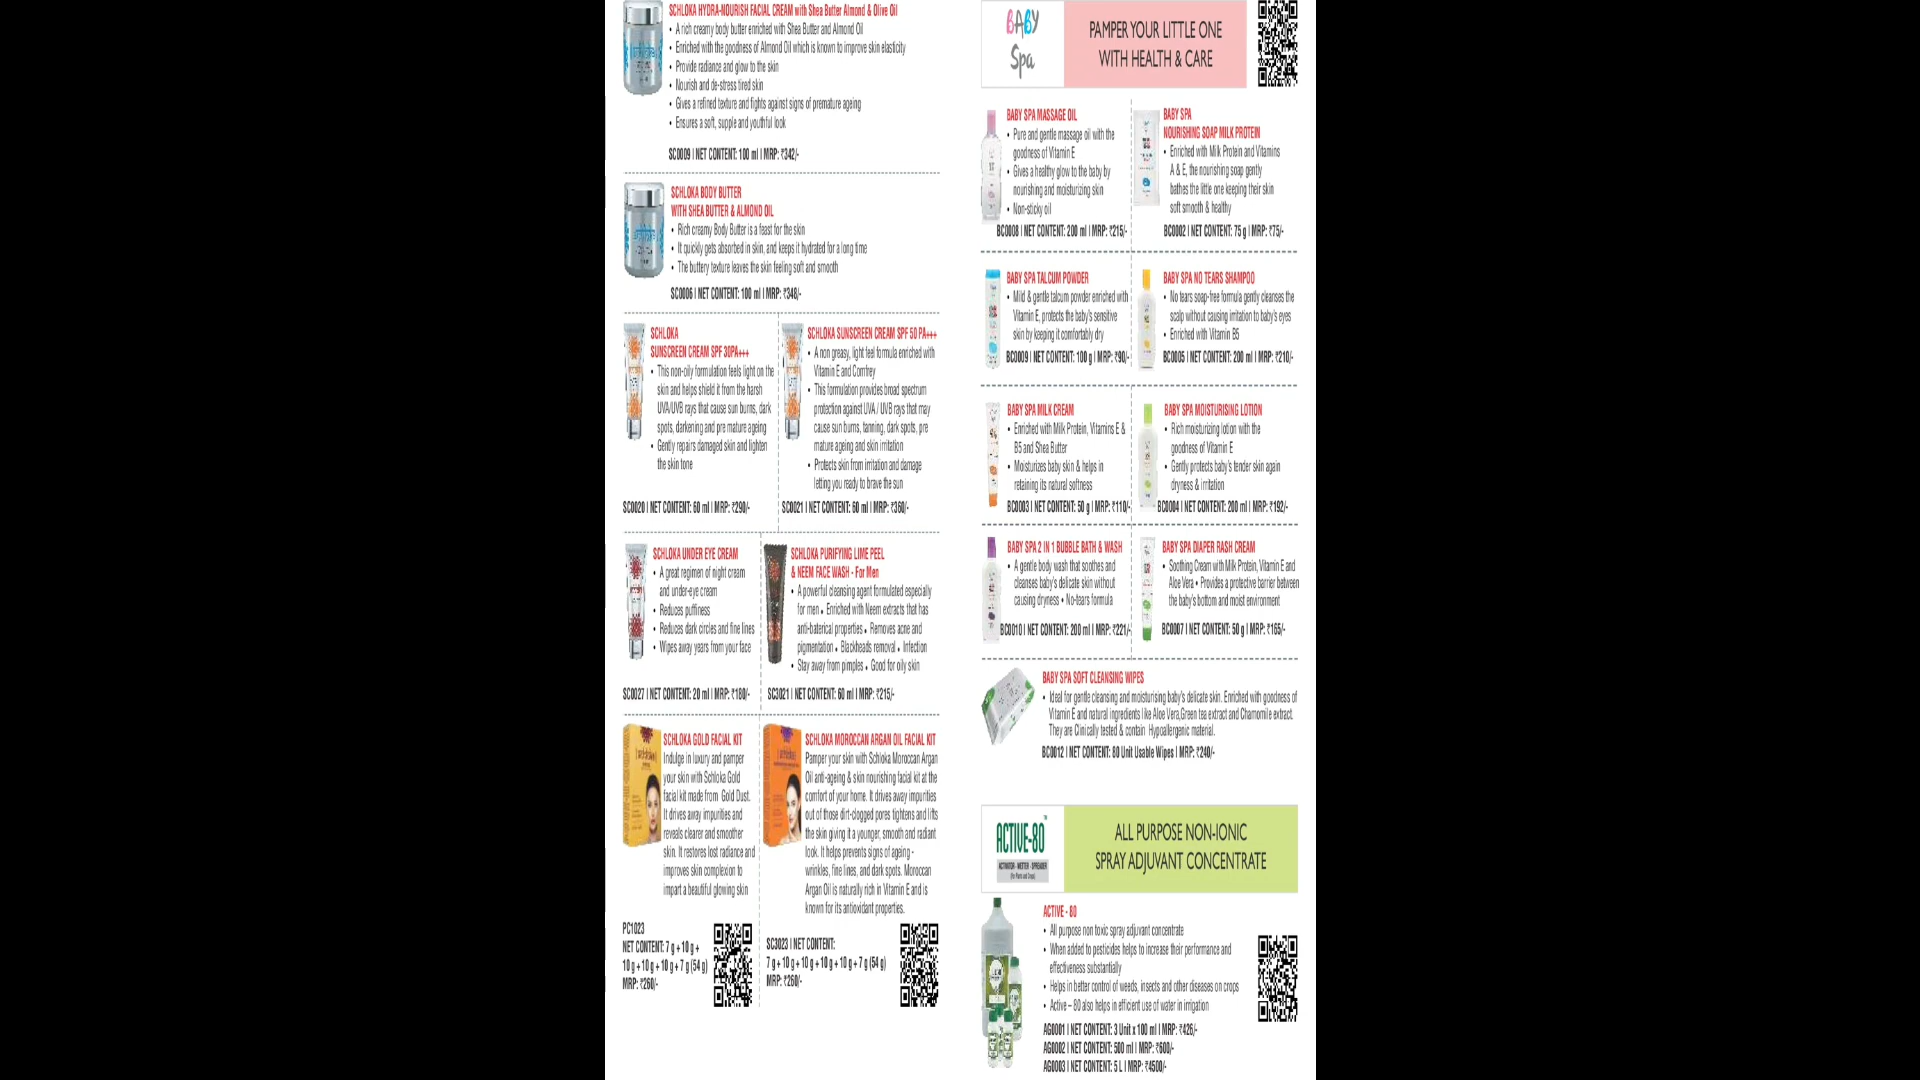 SCHLOKA HYDRA-NOURISH FACIAL CREAM with Shea Butter Almond & Olive Oil
• A rich creamy body butter enriched with Shea Butter and Almond Oil
• Enriched with the goodness of Almond Oil which is known to improve skin elasticity
• Provide radiance and glow to the skin
• Nourish and de-stress tired skin
• Gives a refined texture and fights against signs of premature ageing
• Ensures a soft, supple and youthful look
SC0009 | NET CONTENT: 100 ml | MRP: ₹342/-
SCHLOKA BODY BUTTER
WITH SHEA BUTTER & ALMOND OIL
• Rich creamy Body Butter is a feast for the skin
• It quickly gets absorbed in skin, and keeps it hydrated for a long time
• The buttery texture leaves the skin feeling soft and smooth
SC0006 | NET CONTENT: 100 ml | MRP: ₹348/-
SCHLOKA
SUNSCREEN CREAM SPF 30PA+++
• This non-oily formulation feels light on the
skin and helps shield it from the harsh
UVA/UVB rays that cause sun burns, dark
spots, darkening and pre mature ageing
• Gently repairs damaged skin and lighten
the skin tone
SC0020 | NET CONTENT: 60 ml | MRP: ₹290/-
SCHLOKA SUNSCREEN CREAM SPF 50 PA+++
• A non greasy, light feel formula enriched with
Vitamin E and Comfrey
• This formulation provides broad spectrum
protection against UVA / UVB rays that may
cause sun burns, tanning, dark spots, pre
mature ageing and skin irritation
• Protects skin from irritation and damage
letting you ready to brave the sun
SC0021 | NET CONTENT: 60 ml | MRP: ₹360/-
SCHLOKA UNDER EYE CREAM
• A great regimen of night cream
and under-eye cream
• Reduces puffiness
• Reduces dark circles and fine lines
• Wipes away years from your face
SC0027 | NET CONTENT: 20 ml | MRP: ₹180/-
SCHLOKA PURIFYING LIME PEEL
& NEEM FACE WASH - For Men
• A powerful cleansing agent formulated especially
for men • Enriched with Neem extracts that has
anti-baterical properties • Removes acne and
pigmentation • Blackheads removal • Infection
• Stay away from pimples • Good for oily skin
SC3021 | NET CONTENT: 60 ml | MRP: ₹215/-
SCHLOKA GOLD FACIAL KIT
Indulge in luxury and pamper
your skin with Schloka Gold
facial kit made from Gold Dust.
It drives away impurities and
reveals clearer and smoother
skin. It restores lost radiance and
improves skin complexion to
impart a beautiful glowing skin
PC1023
NET CONTENT: 7 g + 10 g +
10 g + 10 g + 10 g + 7 g (54 g)
MRP: ₹260/-
SCHLOKA MOROCCAN ARGAN OIL FACIAL KIT
Pamper your skin with Schloka Moroccan Argan
Oil anti-ageing & skin nourishing facial kit at the
comfort of your home. It drives away impurities
out of those dirt-clogged pores tightens and lifts
the skin giving it a younger, smooth and radiant
look. It helps prevents signs of ageing -
wrinkles, fine lines, and dark spots. Moroccan
Argan Oil is naturally rich in Vitamin E and is
known for its antioxidant properties.
SC3023 | NET CONTENT:
7 g + 10 g + 10 g + 10 g + 10 g + 7 g (54 g)
MRP: ₹260/-
BABY
Spa
PAMPER YOUR LITTLE ONE
WITH HEALTH & CARE
BABY SPA MASSAGE OIL
• Pure and gentle massage oil with the
goodness of Vitamin E
• Gives a healthy glow to the baby by
nourishing and moisturizing skin
• Non-sticky oil
BC0008 | NET CONTENT: 200 ml | MRP: ₹215/-
BABY SPA
NOURISHING SOAP MILK PROTEIN
• Enriched with Milk Protein and Vitamins
A & E, the nourishing soap gently
bathes the little one keeping their skin
soft smooth & healthy
BC0002 | NET CONTENT: 75 g | MRP: ₹75/-
BABY SPA TALCUM POWDER
• Mild & gentle talcum powder enriched with
Vitamin E, protects the baby's sensitive
skin by keeping it comfortably dry
BC0009 | NET CONTENT: 100 g | MRP: ₹90/-
BABY SPA NO TEARS SHAMPOO
• No tears soap-free formula gently cleanses the
scalp without causing irritation to baby's eyes
• Enriched with Vitamin B5
BC0005 | NET CONTENT: 200 ml | MRP: ₹210/-
BABY SPA MILK CREAM
• Enriched with Milk Protein, Vitamins E &
B5 and Shea Butter
• Moisturizes baby skin & helps in
retaining its natural softness
BC0003 | NET CONTENT: 50 g | MRP: ₹110/-
BABY SPA MOISTURISING LOTION
• Rich moisturizing lotion with the
goodness of Vitamin E
• Gently protects baby's tender skin again
dryness & irritation
BC0004 | NET CONTENT: 200 ml | MRP: ₹192/-
BABY SPA 2 IN 1 BUBBLE BATH & WASH
• A gentle body wash that soothes and
cleanses baby's delicate skin without
causing dryness • No-tears formula
BC0010 | NET CONTENT: 200 ml | MRP: ₹221/-
BABY SPA DIAPER RASH CREAM
• Soothing Cream with Milk Protein, Vitamin E and
Aloe Vera • Provides a protective barrier between
the baby's bottom and moist environment
BC0007 | NET CONTENT: 50 g | MRP: ₹165/-
BABY SPA SOFT CLEANSING WIPES
• Ideal for gentle cleansing and moisturising baby's delicate skin. Enriched with goodness of
Vitamin E and natural ingredients like Aloe Vera,Green tea extract and Chamomile extract.
They are Clinically tested & contain Hypoallergenic material.
BC0012 | NET CONTENT: 80 Unit Usable Wipes | MRP: ₹240/-
ACTIVE-80™
ACTIVATOR - WETTER - SPREADER
(For Plants and Crops)
ALL PURPOSE NON-IONIC
SPRAY ADJUVANT CONCENTRATE
ACTIVE - 80
• All purpose non toxic spray adjuvant concentrate
• When added to pesticides helps to increase their performance and
effectiveness substantially
• Helps in better control of weeds, insects and other diseases on crops
• Active – 80 also helps in efficient use of water in irrigation
AG0001 | NET CONTENT: 3 Unit x 100 ml | MRP: ₹426/-
AG0002 | NET CONTENT: 500 ml | MRP: ₹600/-
AG0003 | NET CONTENT: 5 L | MRP: ₹4500/-